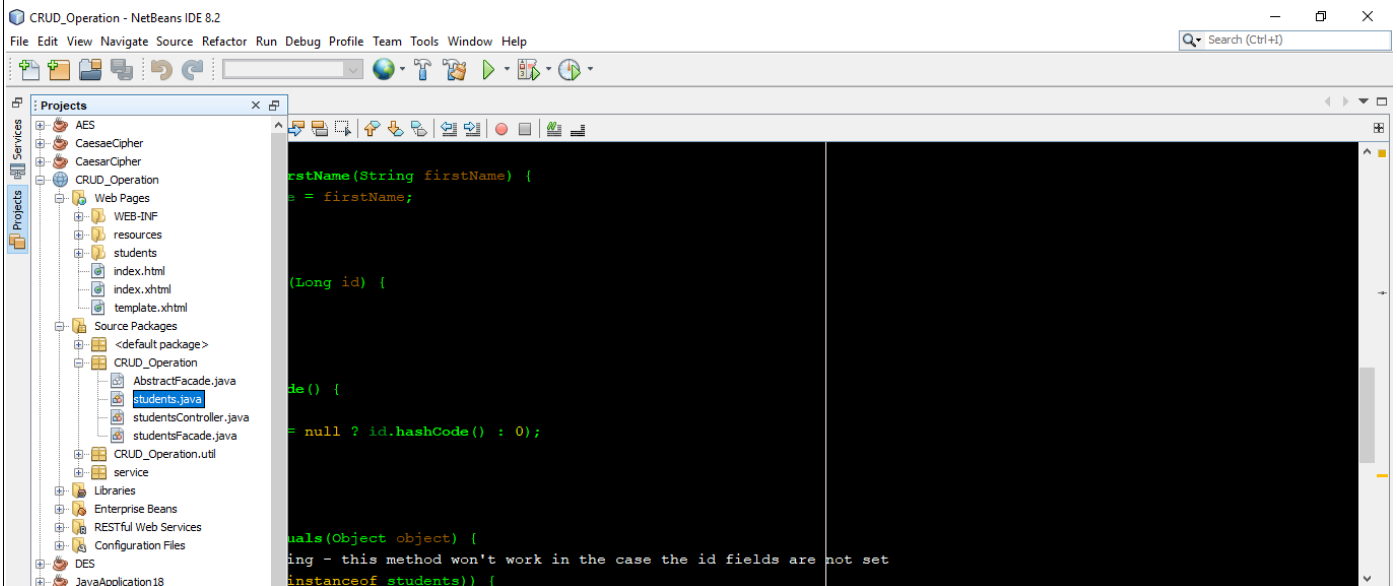 CRUD_Operation - NetBeans IDE 8.2
File Edit View Navigate Source Refactor Run Debug Profile Team Tools Window Help
Search (Ctrl+I)
Services
Projects
Projects
AES
CaesaeCipher
CaesarCipher
CRUD_Operation
Web Pages
WEB-INF
resources
students
index.html
index.xhtml
template.xhtml
Source Packages
<default package>
CRUD_Operation
AbstractFacade.java
students.java
studentsController.java
studentsFacade.java
CRUD_Operation.util
service
Libraries
Enterprise Beans
RESTful Web Services
Configuration Files
DES
JavaApplication18
rstName(String firstName) {
e = firstName;
(Long id) {
de() {
= null ? id.hashCode() : 0);
uals(Object object) {
ing - this method won't work in the case the id fields are not set
instanceof students)) {